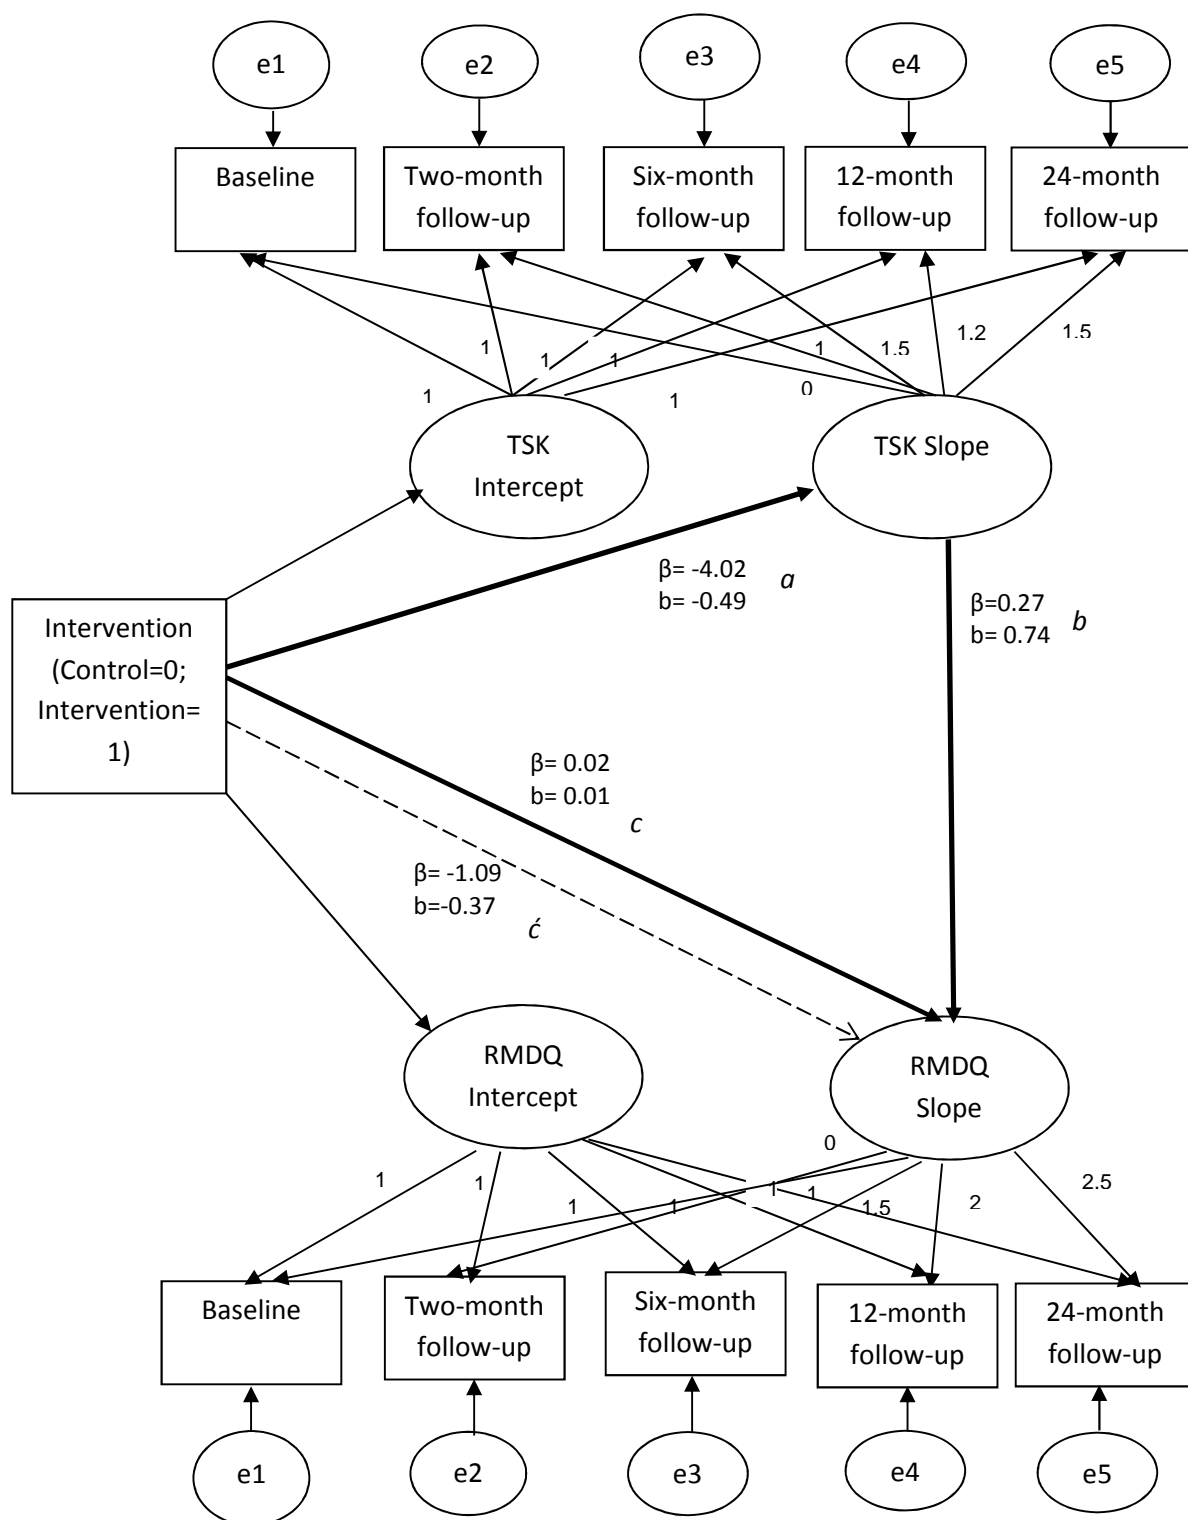 e1
e2
e3
e4
e5
Baseline
Two-month
follow-up
Six-month
follow-up
12-month
follow-up
24-month
follow-up
1
1
1
1
1
0
1
1.5
1.2
1.5
TSK
Intercept
TSK Slope
β= -4.02
b= -0.49
a
β=0.27
b= 0.74
b
Intervention
(Control=0;
Intervention=
1)
β= 0.02
b= 0.01
c
β= -1.09
b=-0.37
ć
RMDQ
Intercept
RMDQ
Slope
0
1
1
1
1
1
1
1.5
2
2.5
Baseline
Two-month
follow-up
Six-month
follow-up
12-month
follow-up
24-month
follow-up
e1
e2
e3
e4
e5